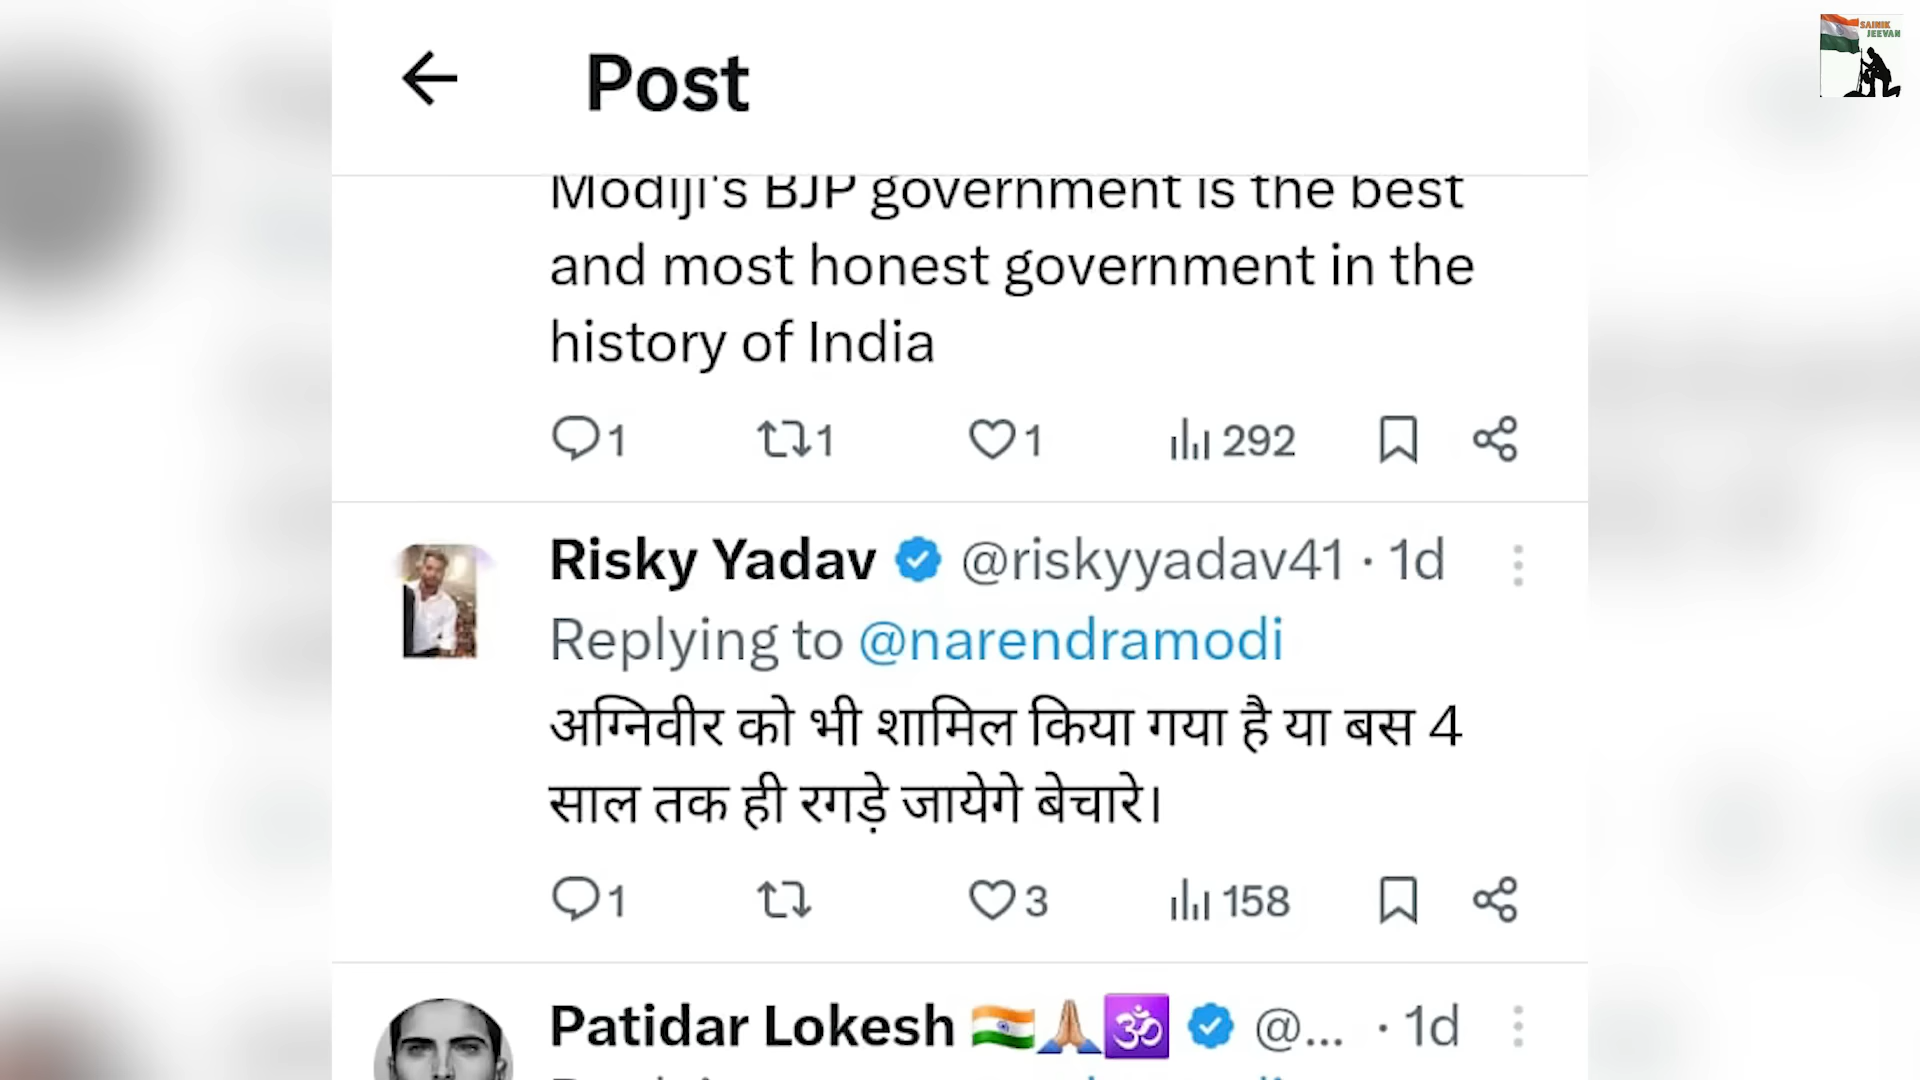 SAINIK
JEEVAN
Post
Modiji's BJP government is the best
and most honest government in the
history of India
1 1 1 292
Risky Yadav @riskyyadav41 · 1d
Replying to @narendramodi
अग्निवीर को भी शामिल किया गया है या बस 4
साल तक ही रगड़े जायेगे बेचारे।
1 3 158
Patidar Lokesh 🇮🇳🙏🏼🕉️ @... · 1d